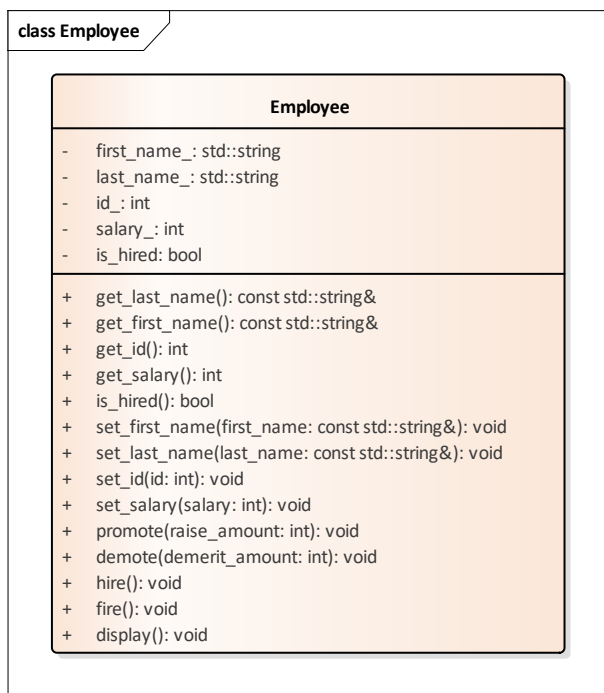 class Employee
Employee
- first_name_: std::string
- last_name_: std::string
- id_: int
- salary_: int
- is_hired: bool
+ get_last_name(): const std::string&
+ get_first_name(): const std::string&
+ get_id(): int
+ get_salary(): int
+ is_hired(): bool
+ set_first_name(first_name: const std::string&): void
+ set_last_name(last_name: const std::string&): void
+ set_id(id: int): void
+ set_salary(salary: int): void
+ promote(raise_amount: int): void
+ demote(demerit_amount: int): void
+ hire(): void
+ fire(): void
+ display(): void